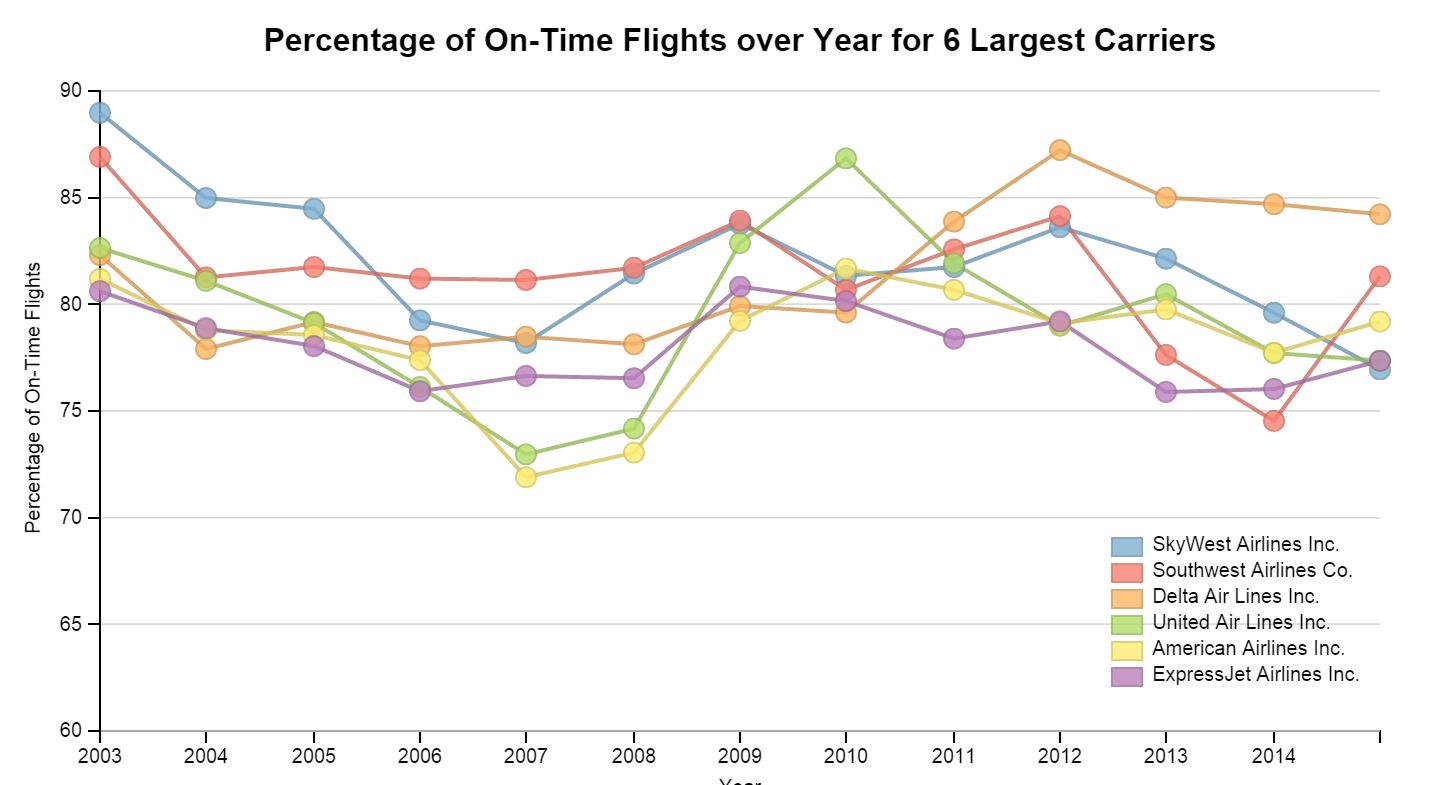 Percentage of On-Time Flights over Year for 6 Largest Carriers
90
85
80
75
70
65
60
Percentage of On-Time Flights
SkyWest Airlines Inc.
Southwest Airlines Co.
Delta Air Lines Inc.
United Air Lines Inc.
American Airlines Inc.
ExpressJet Airlines Inc.
2003 2004 2005 2006 2007 2008 2009 2010 2011 2012 2013 2014
Year